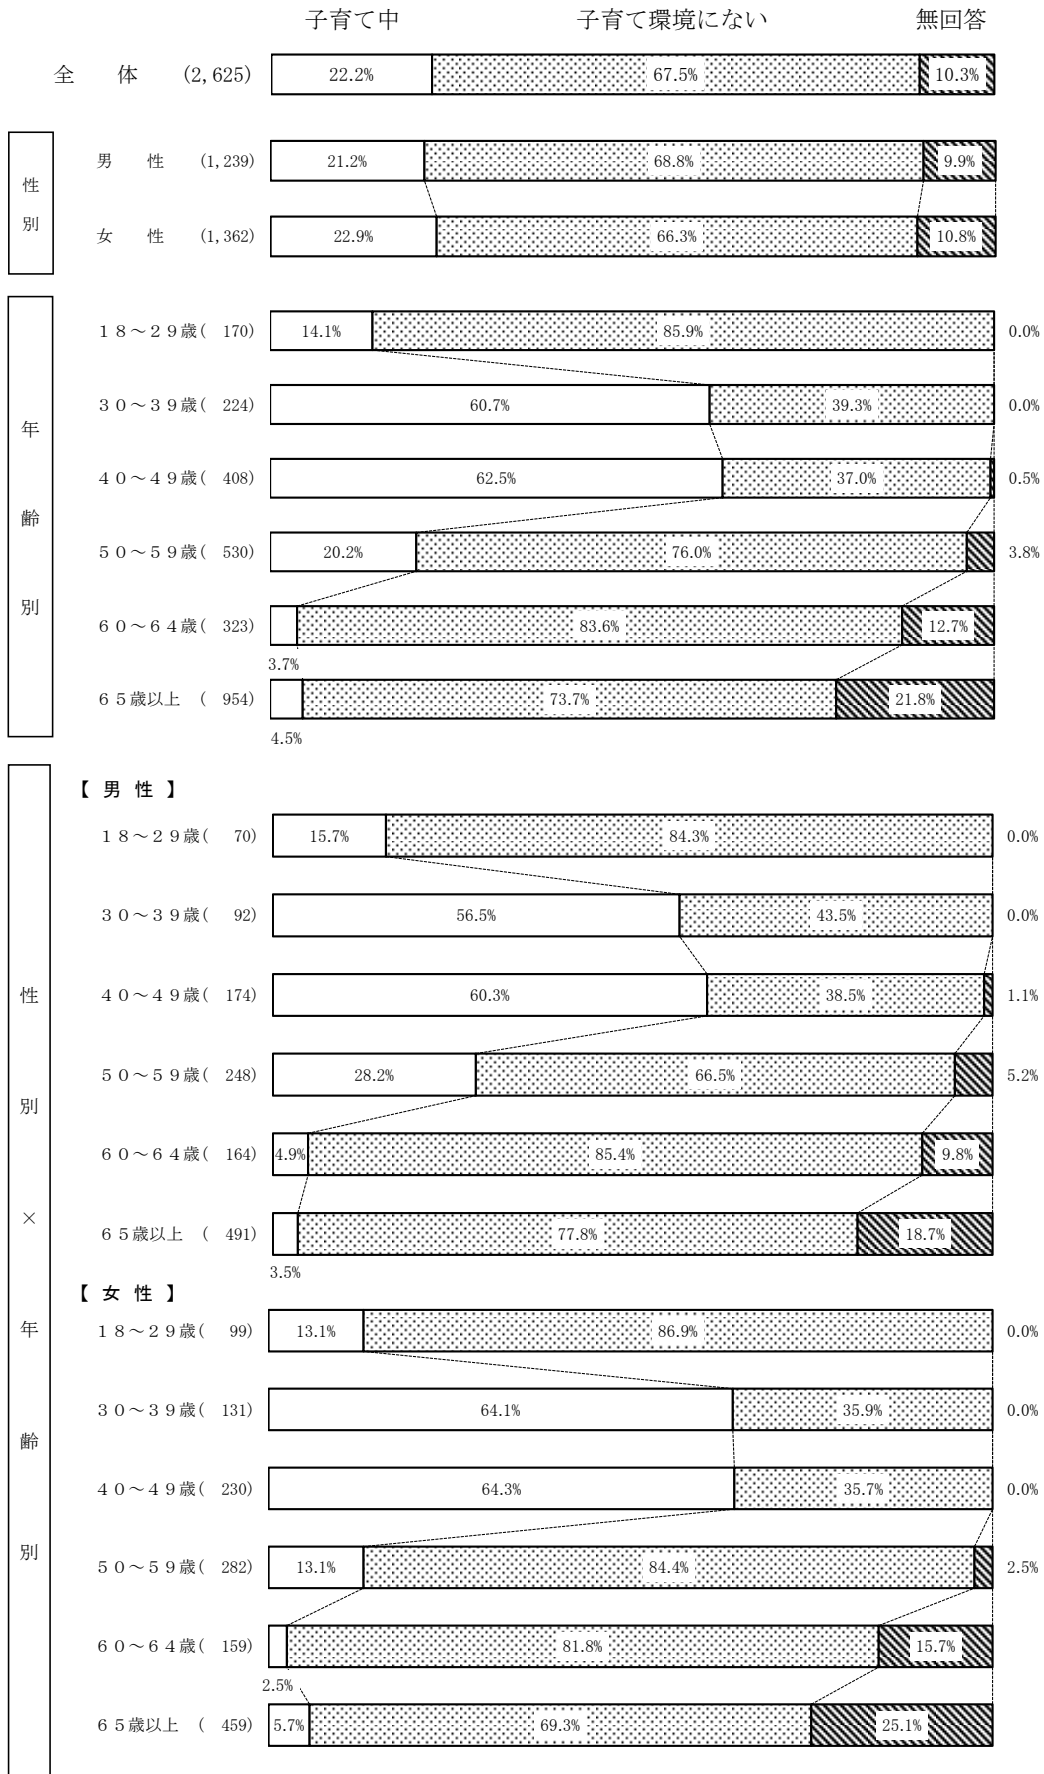 子育て中 子育て環境にない 無回答
全 体 (2,625) 22.2% 67.5% 10.3%
性別
男 性 (1,239) 21.2% 68.8% 9.9%
女 性 (1,362) 22.9% 66.3% 10.8%
年齢別
１８～２９歳( 170) 14.1% 85.9% 0.0%
３０～３９歳( 224) 60.7% 39.3% 0.0%
４０～４９歳( 408) 62.5% 37.0% 0.5%
５０～５９歳( 530) 20.2% 76.0% 3.8%
６０～６４歳( 323) 3.7% 83.6% 12.7%
６５歳以上 ( 954) 4.5% 73.7% 21.8%
性別×年齢別
【 男 性 】
１８～２９歳( 70) 15.7% 84.3% 0.0%
３０～３９歳( 92) 56.5% 43.5% 0.0%
４０～４９歳( 174) 60.3% 38.5% 1.1%
５０～５９歳( 248) 28.2% 66.5% 5.2%
６０～６４歳( 164) 4.9% 85.4% 9.8%
６５歳以上 ( 491) 3.5% 77.8% 18.7%
【 女 性 】
１８～２９歳( 99) 13.1% 86.9% 0.0%
３０～３９歳( 131) 64.1% 35.9% 0.0%
４０～４９歳( 230) 64.3% 35.7% 0.0%
５０～５９歳( 282) 13.1% 84.4% 2.5%
６０～６４歳( 159) 2.5% 81.8% 15.7%
６５歳以上 ( 459) 5.7% 69.3% 25.1%